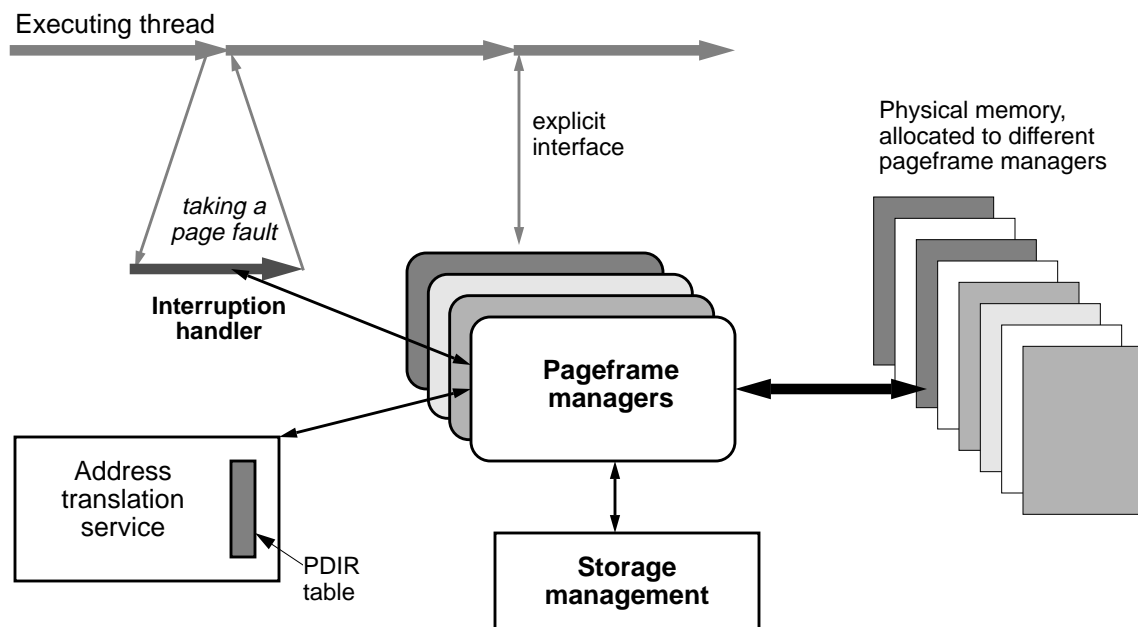 Executing thread
explicit
interface
Physical memory,
allocated to different
pageframe managers
taking a
page fault
Interruption
handler
Pageframe
managers
Address
translation
service
PDIR
table
Storage
management